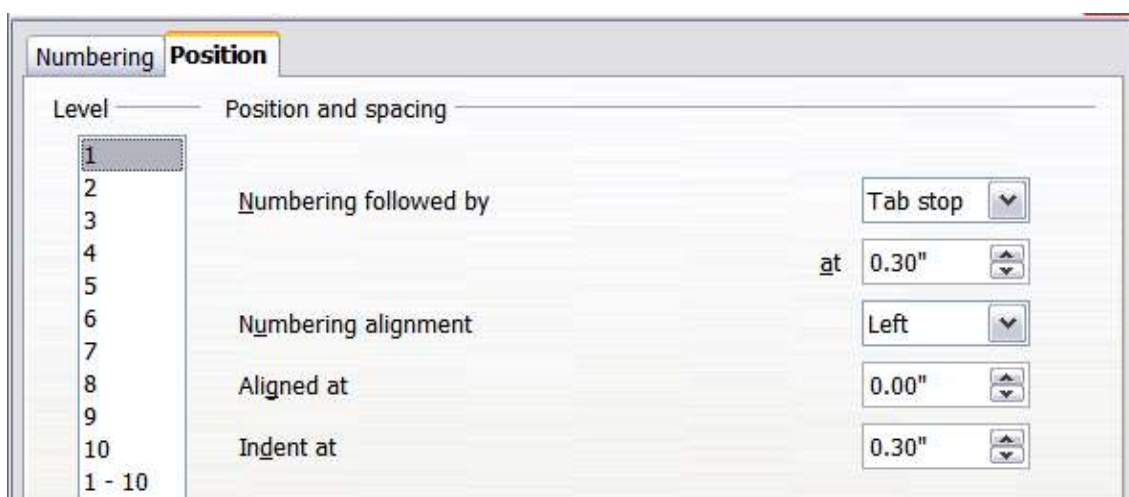 Numbering Position
Level Position and spacing
1
2
3
4
5
6
7
8
9
10
1 - 10
Numbering followed by Tab stop
at 0.30"
Numbering alignment Left
Aligned at 0.00"
Indent at 0.30"